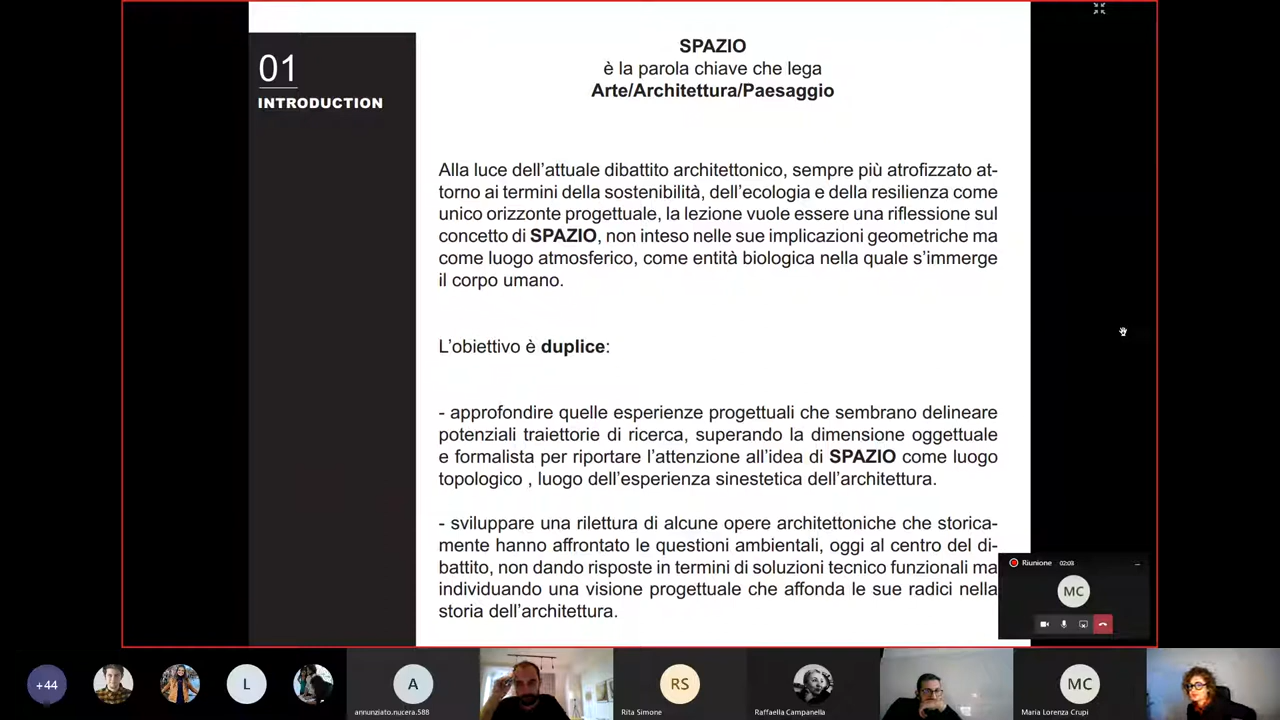 01
INTRODUCTION
SPAZIO
è la parola chiave che lega
Arte/Architettura/Paesaggio
Alla luce dell’attuale dibattito architettonico, sempre più atrofizzato at-
torno ai termini della sostenibilità, dell’ecologia e della resilienza come
unico orizzonte progettuale, la lezione vuole essere una riflessione sul
concetto di SPAZIO, non inteso nelle sue implicazioni geometriche ma
come luogo atmosferico, come entità biologica nella quale s’immerge
il corpo umano.
L’obiettivo è duplice:
- approfondire quelle esperienze progettuali che sembrano delineare
potenziali traiettorie di ricerca, superando la dimensione oggettuale
e formalista per riportare l’attenzione all’idea di SPAZIO come luogo
topologico , luogo dell’esperienza sinestetica dell’architettura.
- sviluppare una rilettura di alcune opere architettoniche che storica-
mente hanno affrontato le questioni ambientali, oggi al centro del di-
battito, non dando risposte in termini di soluzioni tecnico funzionali ma
individuando una visione progettuale che affonda le sue radici nella
storia dell’architettura.
Riunione 02:03
MC
+44
L
A
RS
MC
annunziato.nucera.588
Rita Simone
Raffaella Campanella
Maria Lorenza Crupi